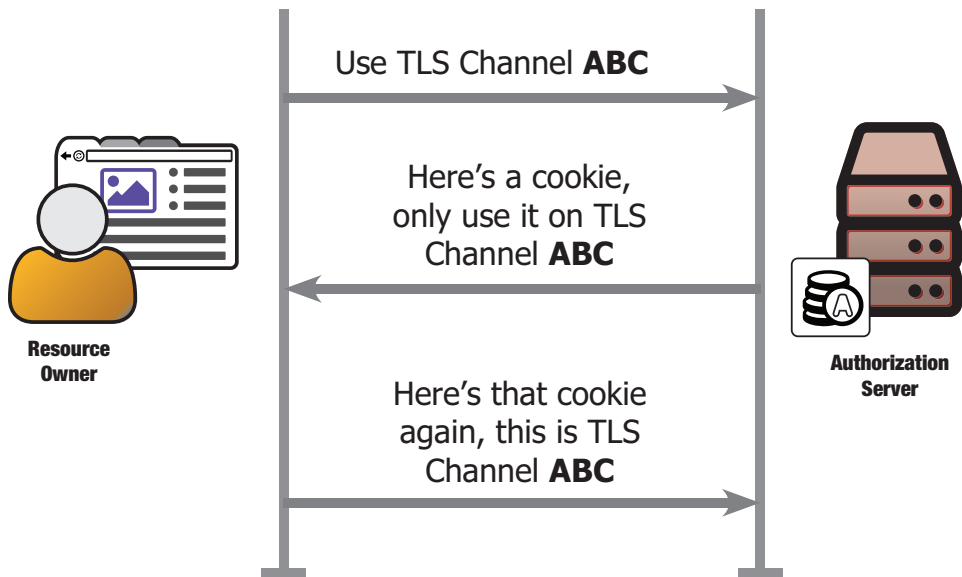 Use TLS Channel ABC
Here’s a cookie,
only use it on TLS
Channel ABC
A
Resource
Owner
Authorization
Server
Here’s that cookie
again, this is TLS
Channel ABC